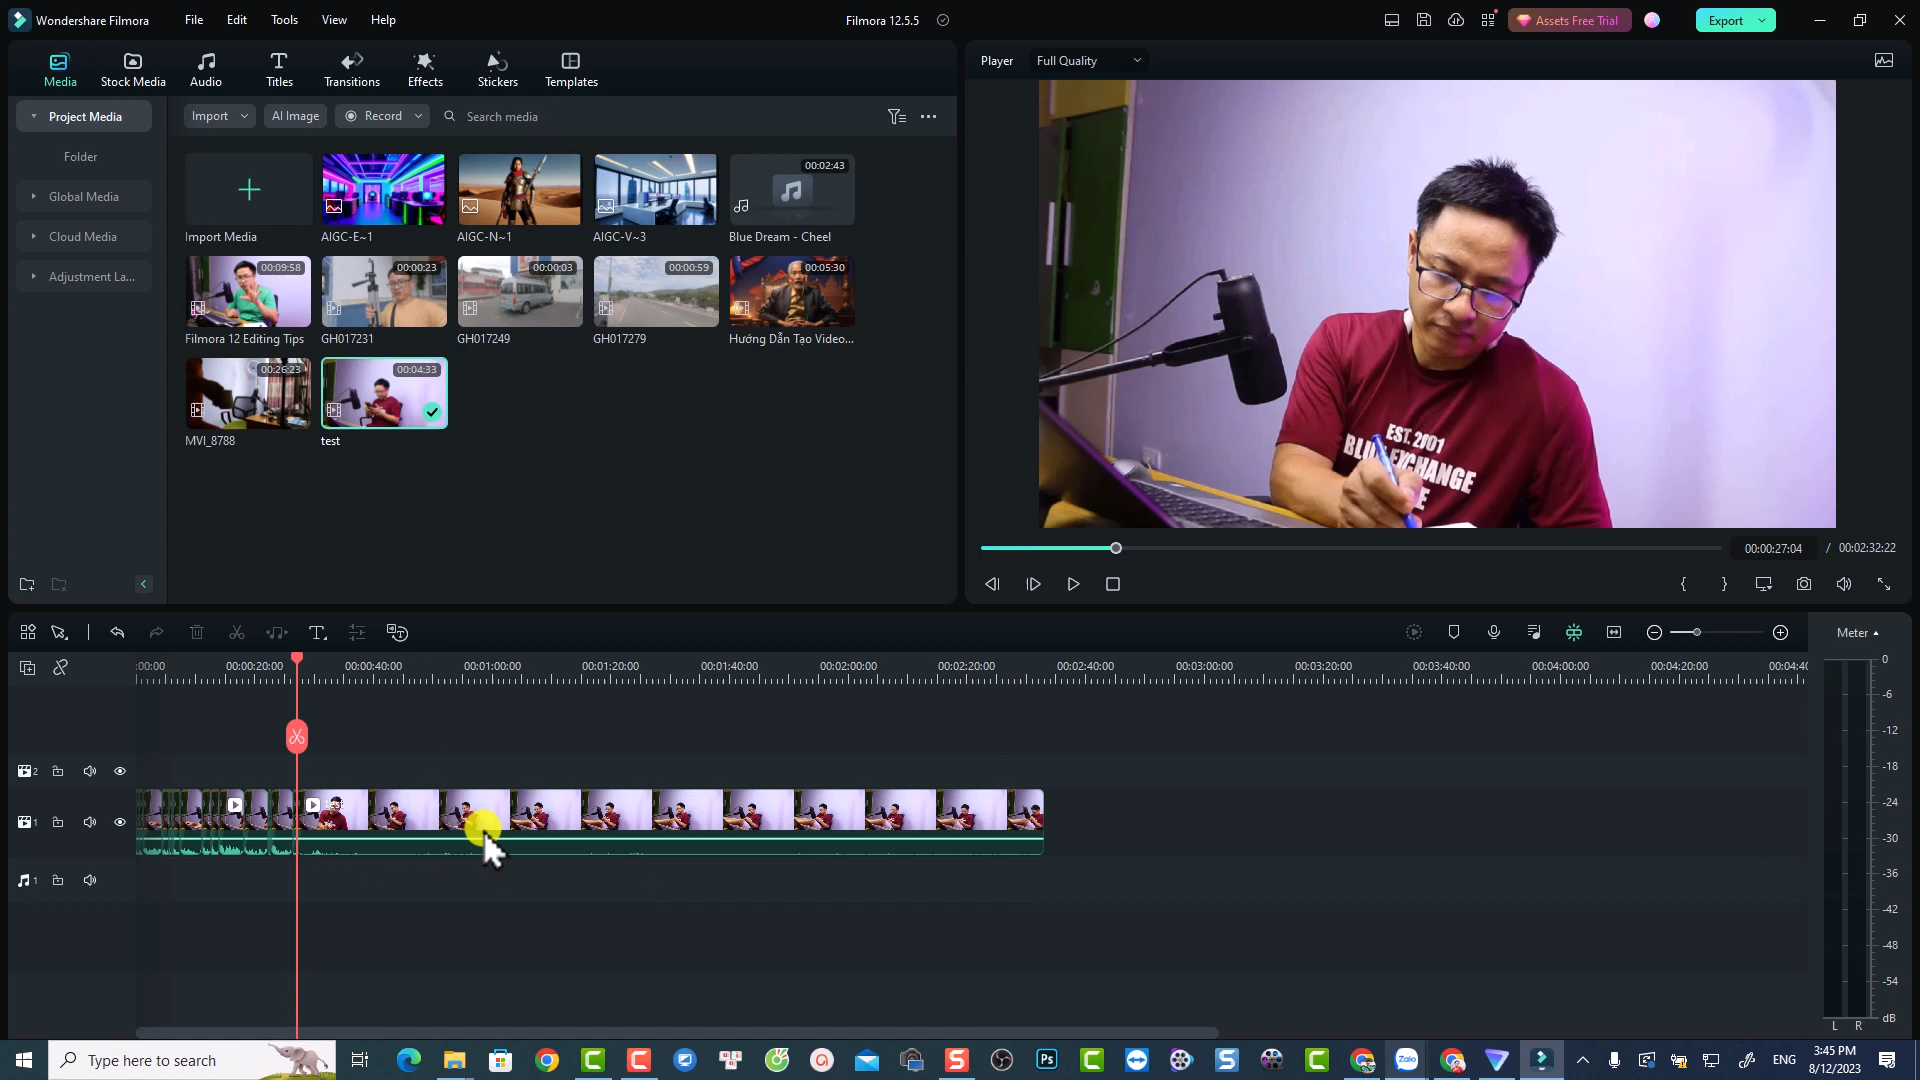 Wondershare Filmora File Edit Tools View Help Filmora 12.5.5 Assets Free Trial Export
Media Stock Media Audio Titles Transitions Effects Stickers Templates
Player Full Quality
Project Media
Folder
Global Media
Cloud Media
Adjustment La...
Import AI Image Record Search media
00:02:43
Import Media AIGC-E~1 AIGC-N~1 AIGC-V~3 Blue Dream - Cheel
00:09:58 00:00:23 00:00:03 00:00:59 00:05:30
Filmora 12 Editing Tips GH017231 GH017249 GH017279 Hướng Dẫn Tạo Video...
00:26:23 00:04:33
MVI_8788 test
EST. 2001
00:00:27:04 / 00:02:32:22
Meter
:00:00 00:00:20:00 00:00:40:00 00:01:00:00 00:01:20:00 00:01:40:00 00:02:00:00 00:02:20:00 00:02:40:00 00:03:00:00 00:03:20:00 00:03:40:00 00:04:00:00 00:04:20:00 00:04:40
0
-6
-12
-18
-24
-30
-36
-42
-48
-54
dB
L R
2
1
test
1
Type here to search
Ps
Zalo
ENG
3:45 PM
8/12/2023